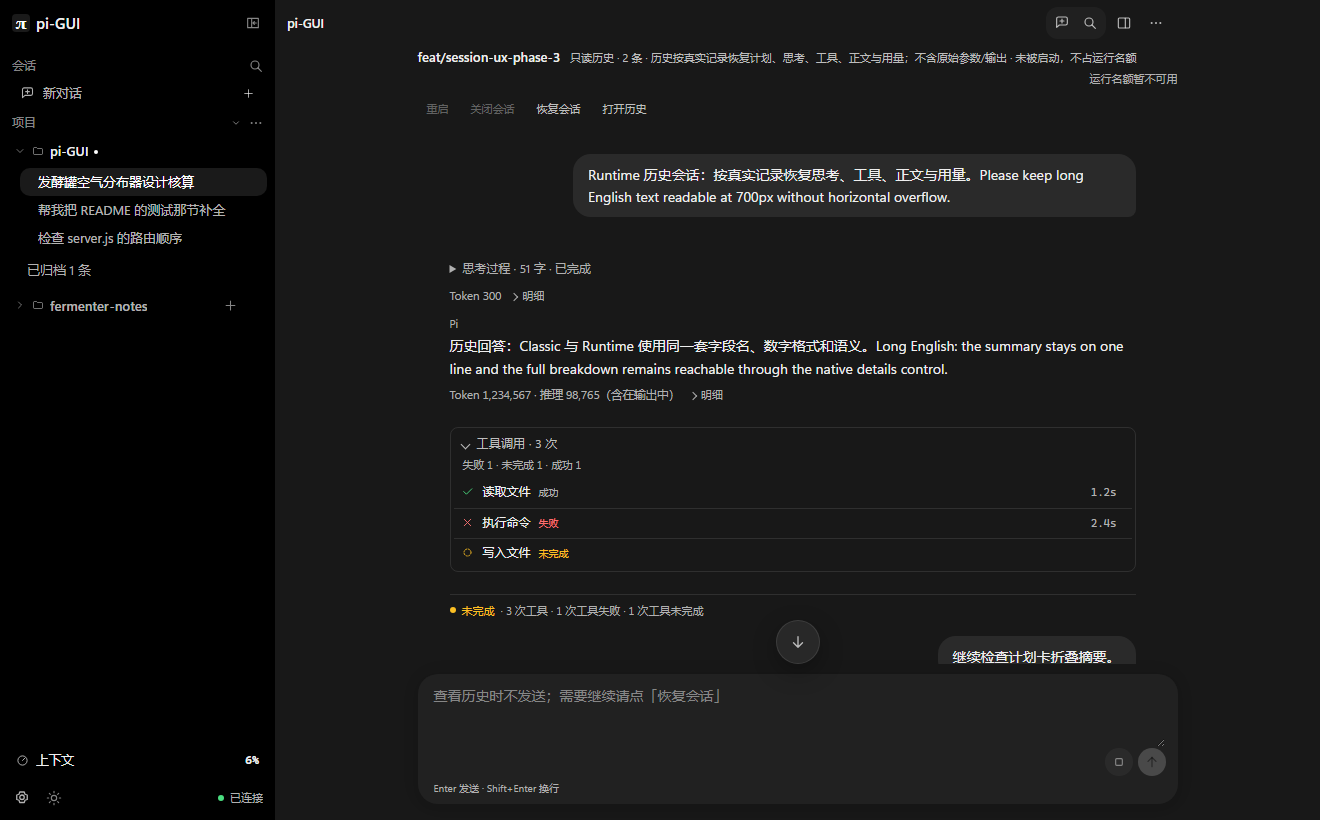 π pi-GUI
会话
新对话
项目
pi-GUI
发酵罐空气分布器设计核算
帮我把 README 的测试那节补全
检查 server.js 的路由顺序
已归档 1 条
fermenter-notes
上下文 6%
已连接
pi-GUI
feat/session-ux-phase-3 只读历史 · 2 条 · 历史按真实记录恢复计划、思考、工具、正文与用量；不含原始参数/输出 · 未被启动，不占运行名额
运行名额暂不可用
重启 关闭会话 恢复会话 打开历史
Runtime 历史会话：按真实记录恢复思考、工具、正文与用量。Please keep long
English text readable at 700px without horizontal overflow.
思考过程 · 51 字 · 已完成
Token 300 明细
Pi
历史回答：Classic 与 Runtime 使用同一套字段名、数字格式和语义。Long English: the summary stays on one
line and the full breakdown remains reachable through the native details control.
Token 1,234,567 · 推理 98,765（含在输出中） 明细
工具调用 · 3 次
失败 1 · 未完成 1 · 成功 1
读取文件 成功 1.2s
执行命令 失败 2.4s
写入文件 未完成
未完成 · 3 次工具 · 1 次工具失败 · 1 次工具未完成
继续检查计划卡折叠摘要。
查看历史时不发送；需要继续请点「恢复会话」
Enter 发送 · Shift+Enter 换行